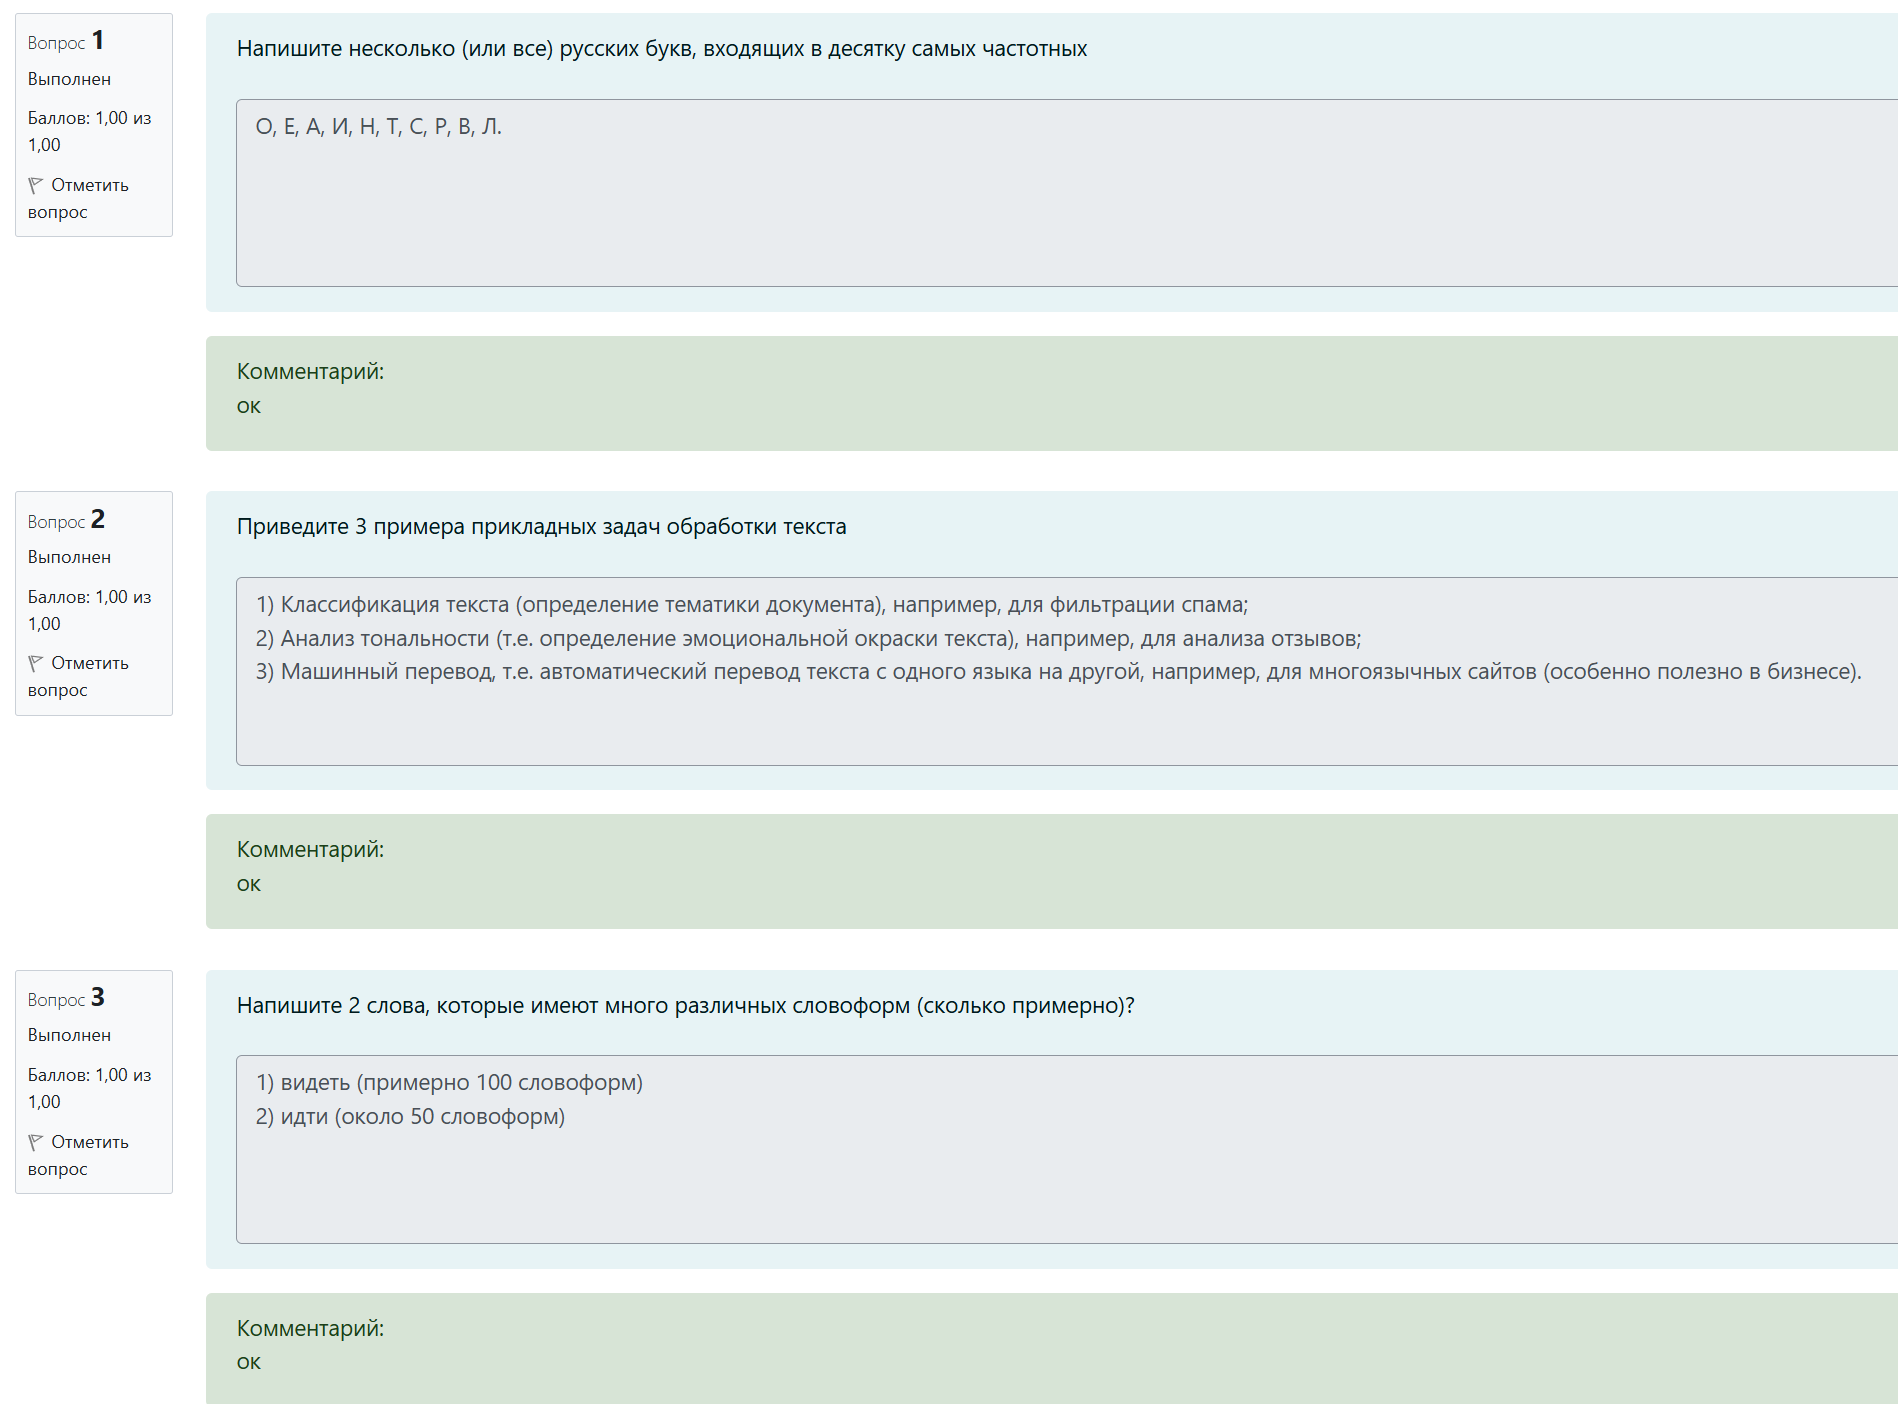 Вопрос 1
Выполнен
Баллов: 1,00 из
1,00
Отметить
вопрос
Напишите несколько (или все) русских букв, входящих в десятку самых частотных
О, Е, А, И, Н, Т, С, Р, В, Л.
Комментарий:
ок
Вопрос 2
Выполнен
Баллов: 1,00 из
1,00
Отметить
вопрос
Приведите 3 примера прикладных задач обработки текста
1) Классификация текста (определение тематики документа), например, для фильтрации спама;
2) Анализ тональности (т.е. определение эмоциональной окраски текста), например, для анализа отзывов;
3) Машинный перевод, т.е. автоматический перевод текста с одного языка на другой, например, для многоязычных сайтов (особенно полезно в бизнесе).
Комментарий:
ок
Вопрос 3
Выполнен
Баллов: 1,00 из
1,00
Отметить
вопрос
Напишите 2 слова, которые имеют много различных словоформ (сколько примерно)?
1) видеть (примерно 100 словоформ)
2) идти (около 50 словоформ)
Комментарий:
ок